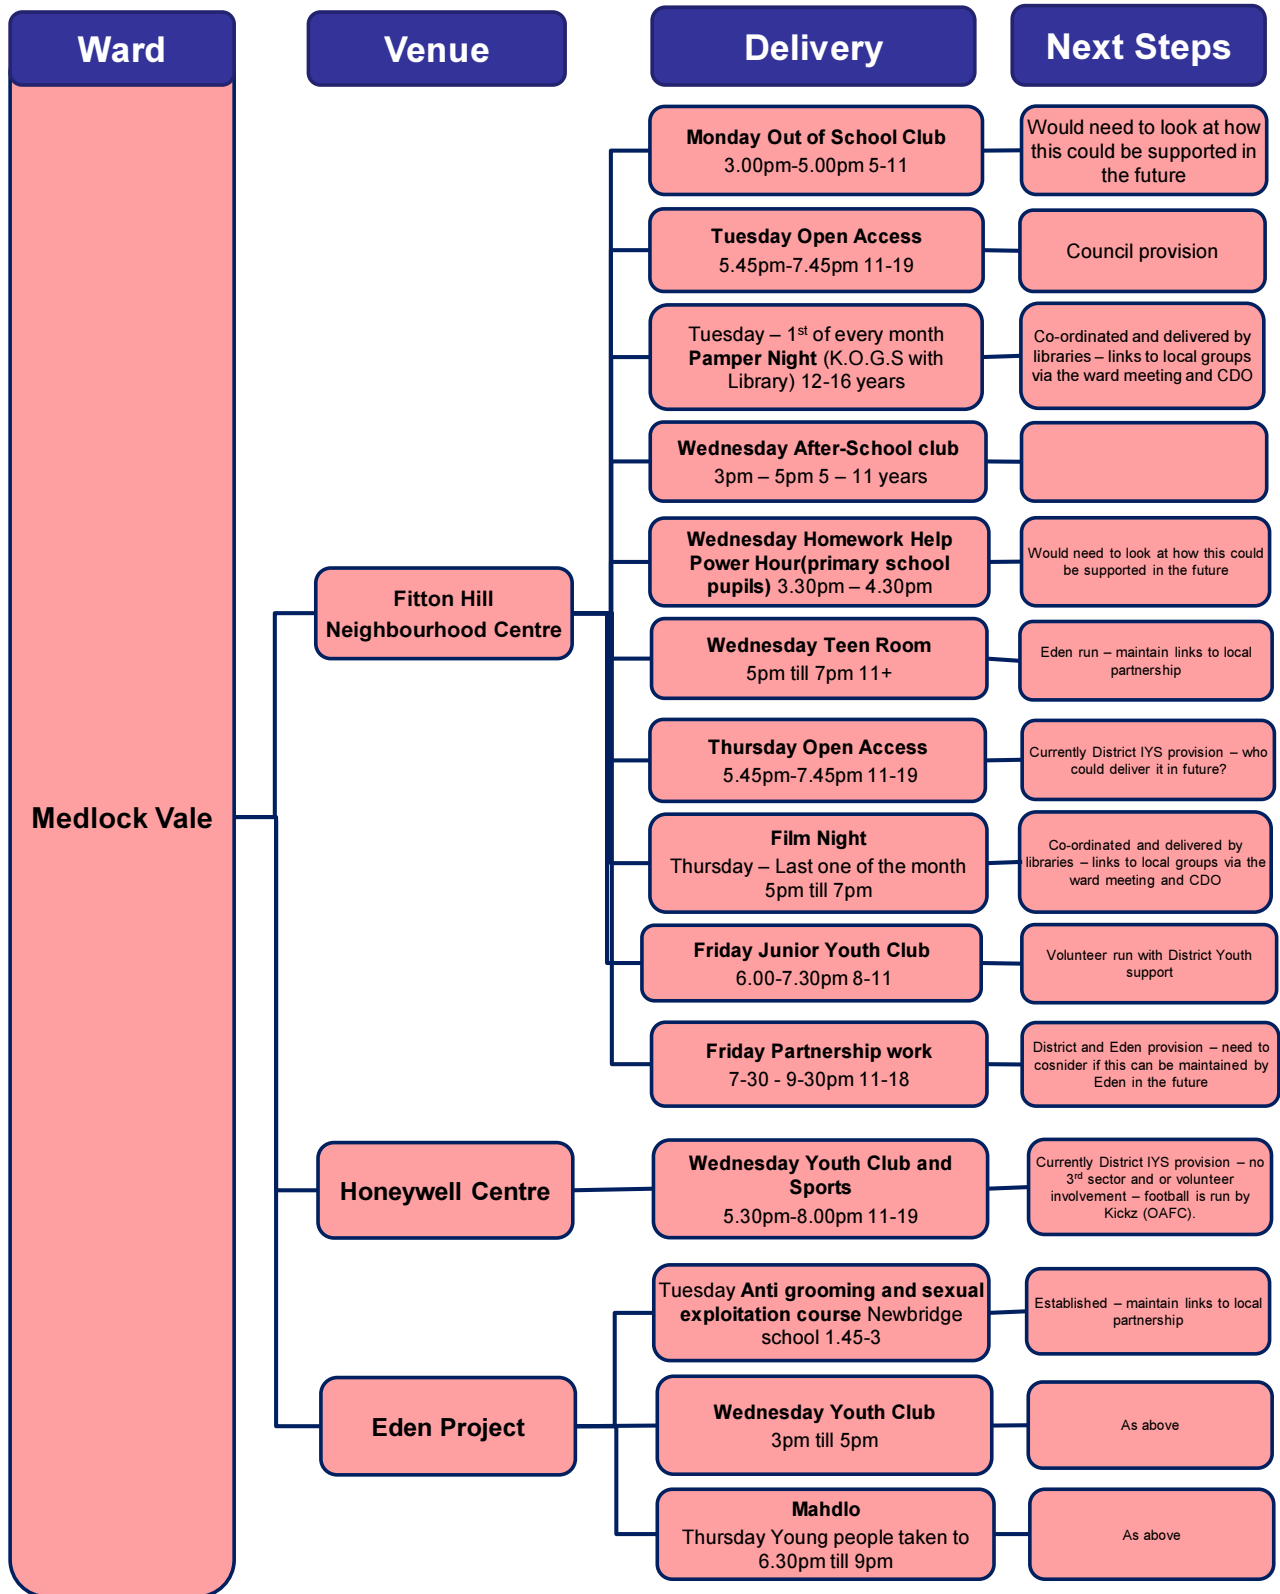 Ward
Venue
Delivery
Next Steps
Medlock Vale
Fitton Hill
Neighbourhood Centre
Monday Out of School Club
3.00pm-5.00pm 5-11
Would need to look at how
this could be supported in
the future
Tuesday Open Access
5.45pm-7.45pm 11-19
Council provision
Tuesday – 1st of every month
Pamper Night (K.O.G.S with
Library) 12-16 years
Co-ordinated and delivered by
libraries – links to local groups
via the ward meeting and CDO
Wednesday After-School club
3pm – 5pm 5 – 11 years
Wednesday Homework Help
Power Hour(primary school
pupils) 3.30pm – 4.30pm
Would need to look at how this could
be supported in the future
Wednesday Teen Room
5pm till 7pm 11+
Eden run – maintain links to local
partnership
Thursday Open Access
5.45pm-7.45pm 11-19
Currently District IYS provision – who
could deliver it in future?
Film Night
Thursday – Last one of the month
5pm till 7pm
Co-ordinated and delivered by
libraries – links to local groups via the
ward meeting and CDO
Friday Junior Youth Club
6.00-7.30pm 8-11
Volunteer run with District Youth
support
Friday Partnership work
7-30 - 9-30pm 11-18
District and Eden provision – need to
cosnider if this can be maintained by
Eden in the future
Honeywell Centre
Wednesday Youth Club and
Sports
5.30pm-8.00pm 11-19
Currently District IYS provision – no
3rd sector and or volunteer
involvement – football is run by
Kickz (OAFC).
Eden Project
Tuesday Anti grooming and sexual
exploitation course Newbridge
school 1.45-3
Established – maintain links to local
partnership
Wednesday Youth Club
3pm till 5pm
As above
Mahdlo
Thursday Young people taken to
6.30pm till 9pm
As above